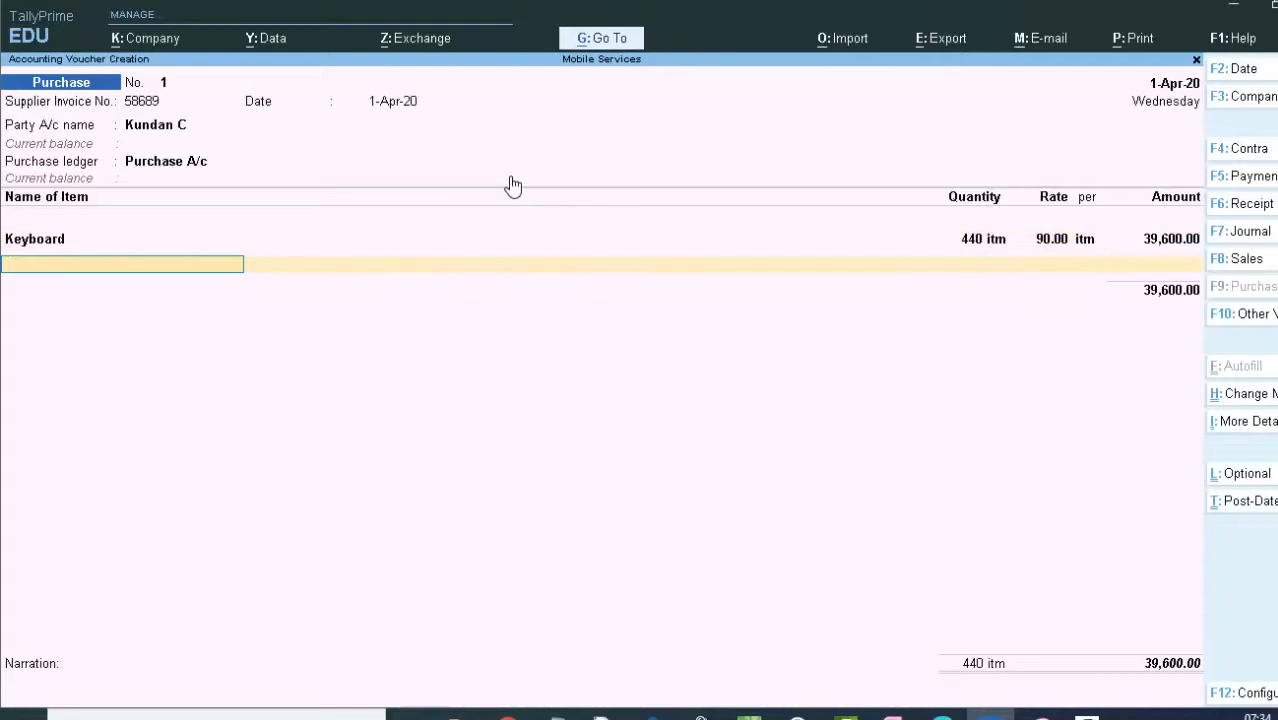 TallyPrime
EDU
MANAGE
K: Company
Y: Data
Z: Exchange
G: Go To
O: Import
E: Export
M: E-mail
P: Print
F1: Help
Accounting Voucher Creation
Mobile Services
Purchase No. 1
1-Apr-20
Wednesday
Supplier Invoice No.: 58689 Date : 1-Apr-20
Party A/c name : Kundan C
Current balance :
Purchase ledger : Purchase A/c
Current balance :
Name of Item Quantity Rate per Amount
Keyboard 440 itm 90.00 itm 39,600.00
39,600.00
Narration: 440 itm 39,600.00
F2: Date
F3: Compan
F4: Contra
F5: Paymen
F6: Receipt
F7: Journal
F8: Sales
F9: Purchas
F10: Other V
F: Autofill
H: Change M
I: More Deta
L: Optional
T: Post-Date
F12: Configu
07:34